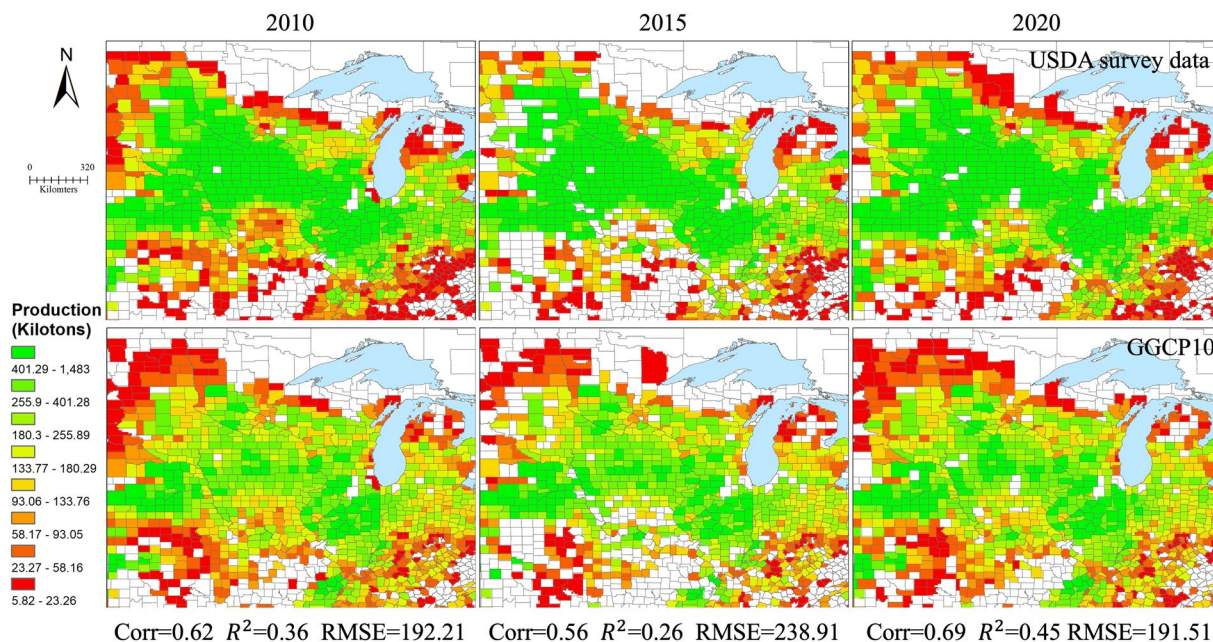 2010 2015 2020
USDA survey data
N
0 320
Kilomters
Production
(Kilotons)
401.29 - 1,483
255.9 - 401.28
180.3 - 255.89
133.77 - 180.29
93.06 - 133.76
58.17 - 93.05
23.27 - 58.16
5.82 - 23.26
GGCP10
Corr=0.62 R²=0.36 RMSE=192.21 Corr=0.56 R²=0.26 RMSE=238.91 Corr=0.69 R²=0.45 RMSE=191.51